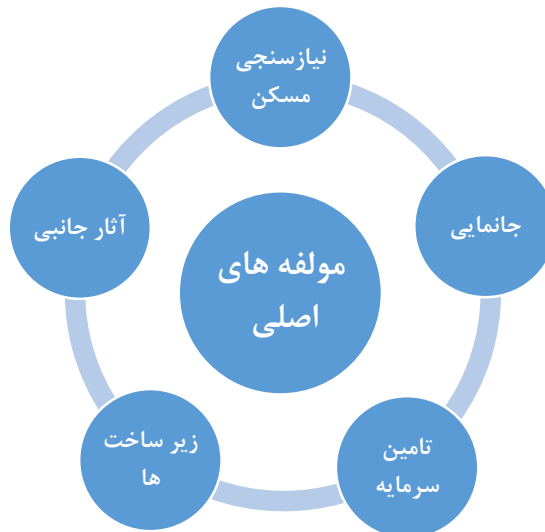 نیازسنجی
مسکن
جانمایی
تامین
سرمایه
زیر ساخت
ها
آثار جانبی
مولفه های
اصلی